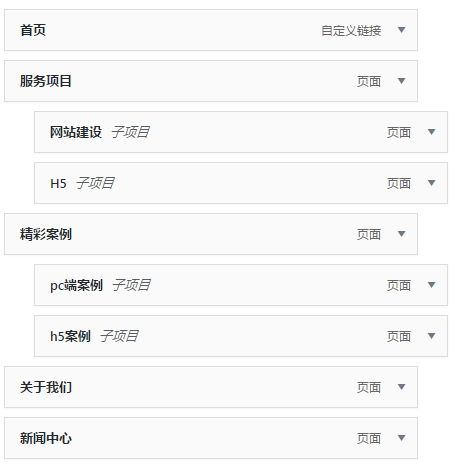 首页 自定义链接
服务项目 页面
网站建设 子项目 页面
H5 子项目 页面
精彩案例 页面
pc端案例 子项目 页面
h5案例 子项目 页面
关于我们 页面
新闻中心 页面